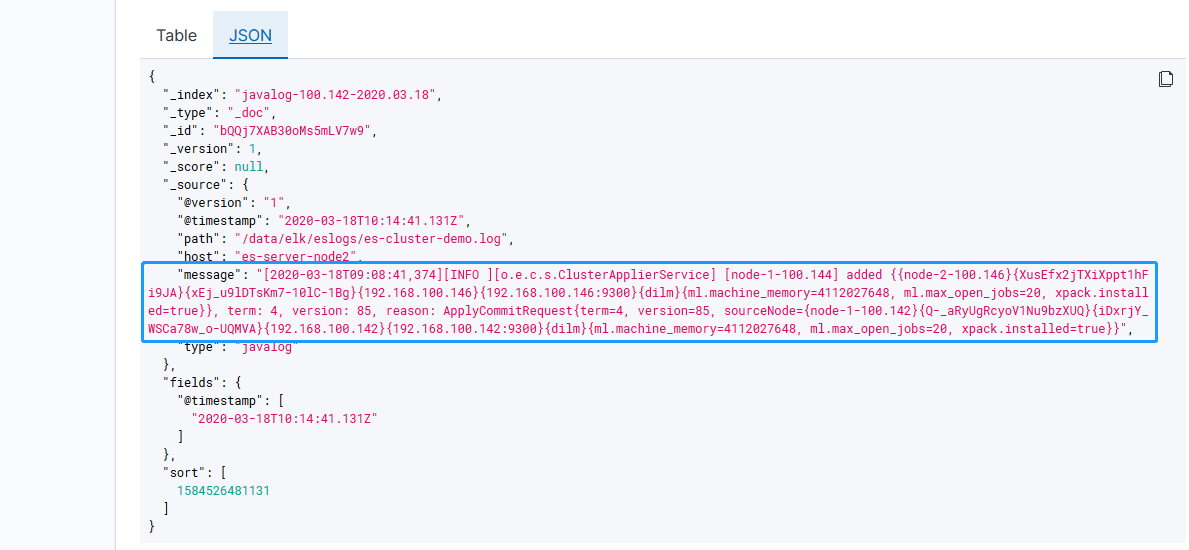 Table JSON
{
"_index": "javalog-100.142-2020.03.18",
"_type": "_doc",
"_id": "bQQj7XAB30oMs5mLV7w9",
"_version": 1,
"_score": null,
"_source": {
"@version": "1",
"@timestamp": "2020-03-18T10:14:41.131Z",
"path": "/data/elk/eslogs/es-cluster-demo.log",
"host": "es-server-node2",
"message": "[2020-03-18T09:08:41,374][INFO ][o.e.c.s.ClusterApplierService] [node-1-100.144] added {{node-2-100.146}{XusEfx2jTXiXppt1hF
i9JA}{xEj_u9lDTsKm7-10lC-1Bg}{192.168.100.146}{192.168.100.146:9300}{dilm}{ml.machine_memory=4112027648, ml.max_open_jobs=20, xpack.install
ed=true}}, term: 4, version: 85, reason: ApplyCommitRequest{term=4, version=85, sourceNode={node-1-100.142}{Q-_aRyUgRcyoV1Nu9bzXUQ}{iDxrjY_
WSCa78w_o-UQMVA}{192.168.100.142}{192.168.100.142:9300}{dilm}{ml.machine_memory=4112027648, ml.max_open_jobs=20, xpack.installed=true}}",
"type": "javalog"
},
"fields": {
"@timestamp": [
"2020-03-18T10:14:41.131Z"
]
},
"sort": [
1584526481131
]
}